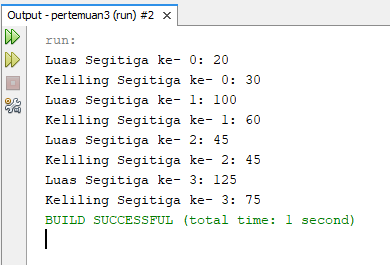 Output - pertemuan3 (run) #2
run:
Luas Segitiga ke- 0: 20
Keliling Segitiga ke- 0: 30
Luas Segitiga ke- 1: 100
Keliling Segitiga ke- 1: 60
Luas Segitiga ke- 2: 45
Keliling Segitiga ke- 2: 45
Luas Segitiga ke- 3: 125
Keliling Segitiga ke- 3: 75
BUILD SUCCESSFUL (total time: 1 second)